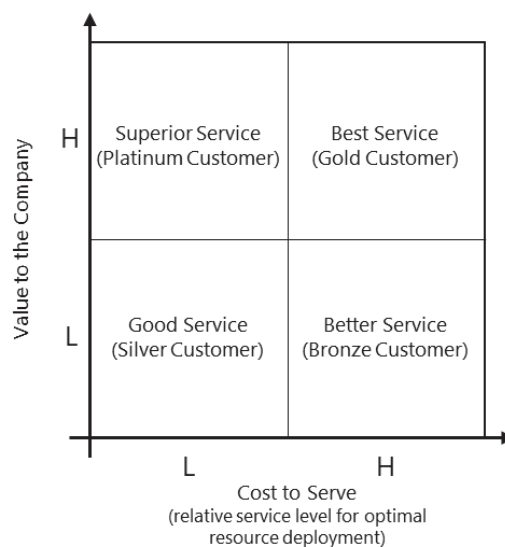 Value to the Company
H
Superior Service
(Platinum Customer)
Best Service
(Gold Customer)
L
Good Service
(Silver Customer)
Better Service
(Bronze Customer)
L
H
Cost to Serve
(relative service level for optimal
resource deployment)